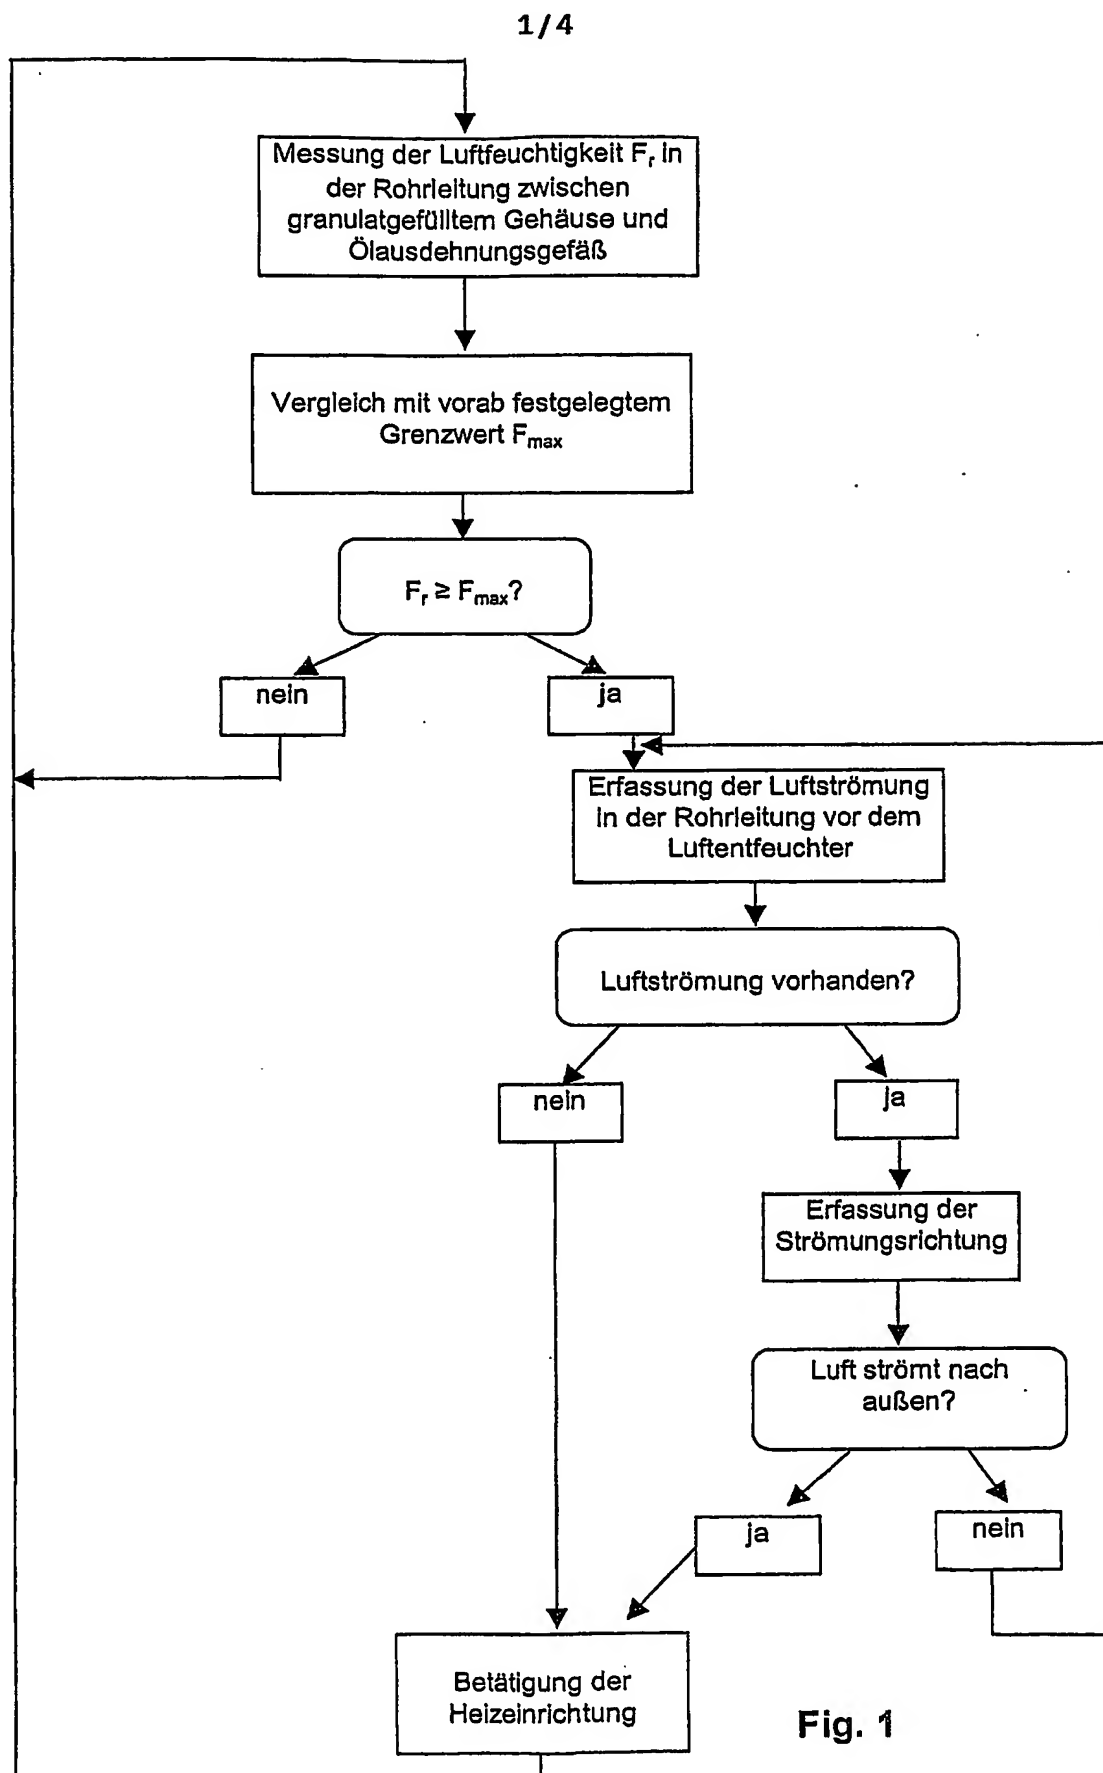 1/4
Messung der Luftfeuchtigkeit Fr in
der Rohrleitung zwischen
granulatgefülltem Gehäuse und
Ölausdehnungsgefäß
Vergleich mit vorab festgelegtem
Grenzwert Fmax
Fr ≥ Fmax?
nein
ja
Erfassung der Luftströmung
in der Rohrleitung vor dem
Luftentfeuchter
Luftströmung vorhanden?
nein
ja
Erfassung der
Strömungsrichtung
Luft strömt nach
außen?
ja
nein
Betätigung der
Heizeinrichtung
Fig. 1